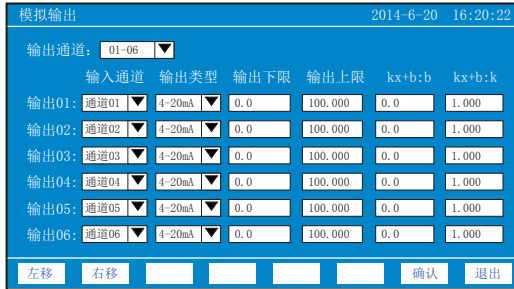 模拟输出 2014-6-20 16:20:22
输出通道: 01-06
输入通道 输出类型 输出下限 输出上限 kx+b:b kx+b:k
输出01: 通道01 4-20mA 0.0 100.000 0.0 1.000
输出02: 通道02 4-20mA 0.0 100.000 0.0 1.000
输出03: 通道03 4-20mA 0.0 100.000 0.0 1.000
输出04: 通道04 4-20mA 0.0 100.000 0.0 1.000
输出05: 通道05 4-20mA 0.0 100.000 0.0 1.000
输出06: 通道06 4-20mA 0.0 100.000 0.0 1.000
左移 右移 确认 退出